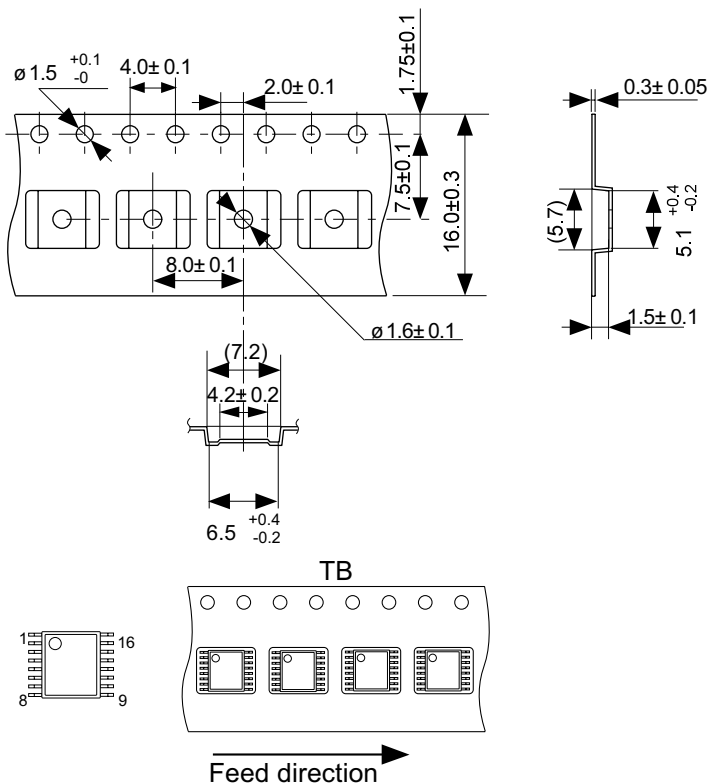 ø 1.5 +0.1 -0
4.0± 0.1
2.0± 0.1
1.75±0.1
0.3± 0.05
7.5±0.1
16.0±0.3
(5.7)
5.1 +0.4 -0.2
8.0± 0.1
ø 1.6± 0.1
1.5± 0.1
(7.2)
4.2± 0.2
6.5 +0.4 -0.2
TB
1
16
8
9
Feed direction